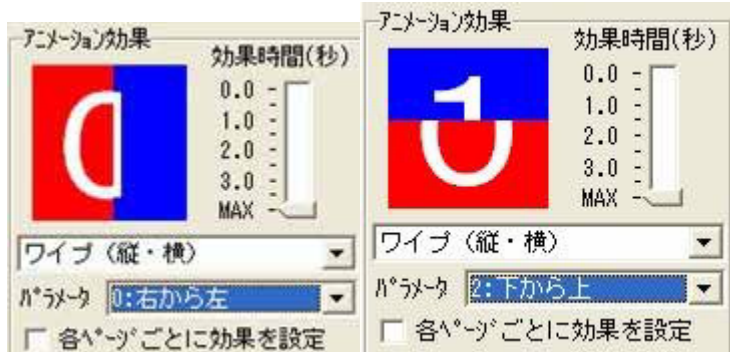 ｱﾆﾒｰｼｮﾝ効果
効果時間(秒)
0.0
1.0
2.0
3.0
MAX
ワイプ（縦・横）
ﾊﾟﾗﾒｰﾀ 0:右から左
各ﾍﾟｰｼﾞごとに効果を設定
ｱﾆﾒｰｼｮﾝ効果
効果時間(秒)
0.0
1.0
2.0
3.0
MAX
ワイプ（縦・横）
ﾊﾟﾗﾒｰﾀ 2:下から上
各ﾍﾟｰｼﾞごとに効果を設定